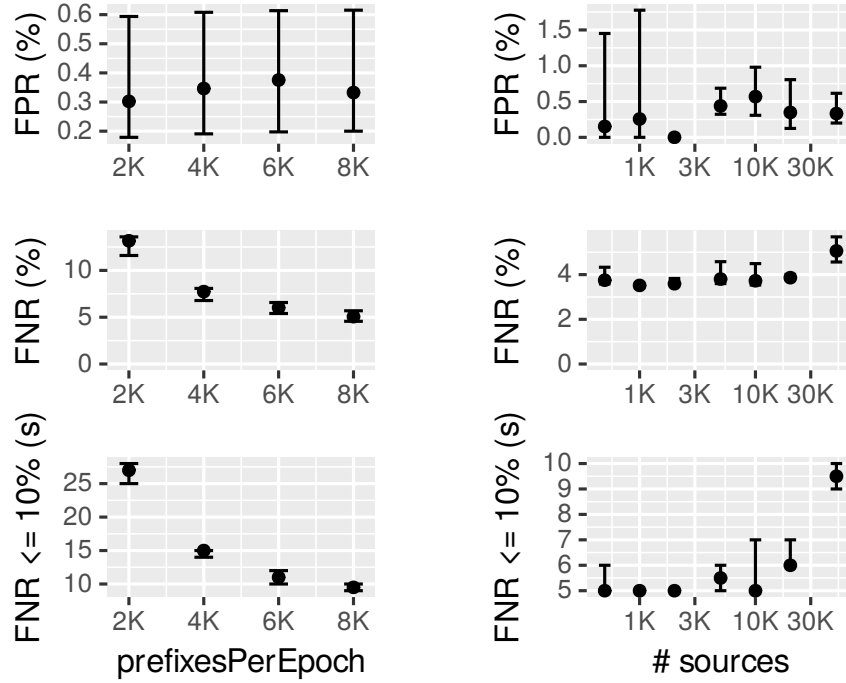 FPR (%)
0.6
0.5
0.4
0.3
0.2
2K 4K 6K 8K
FPR (%)
1.5
1.0
0.5
0.0
1K 3K 10K 30K
FNR (%)
10
5
0
2K 4K 6K 8K
FNR (%)
4
2
0
1K 3K 10K 30K
FNR <= 10% (s)
25
20
15
10
2K 4K 6K 8K
prefixesPerEpoch
FNR <= 10% (s)
10
9
8
7
6
5
1K 3K 10K 30K
# sources